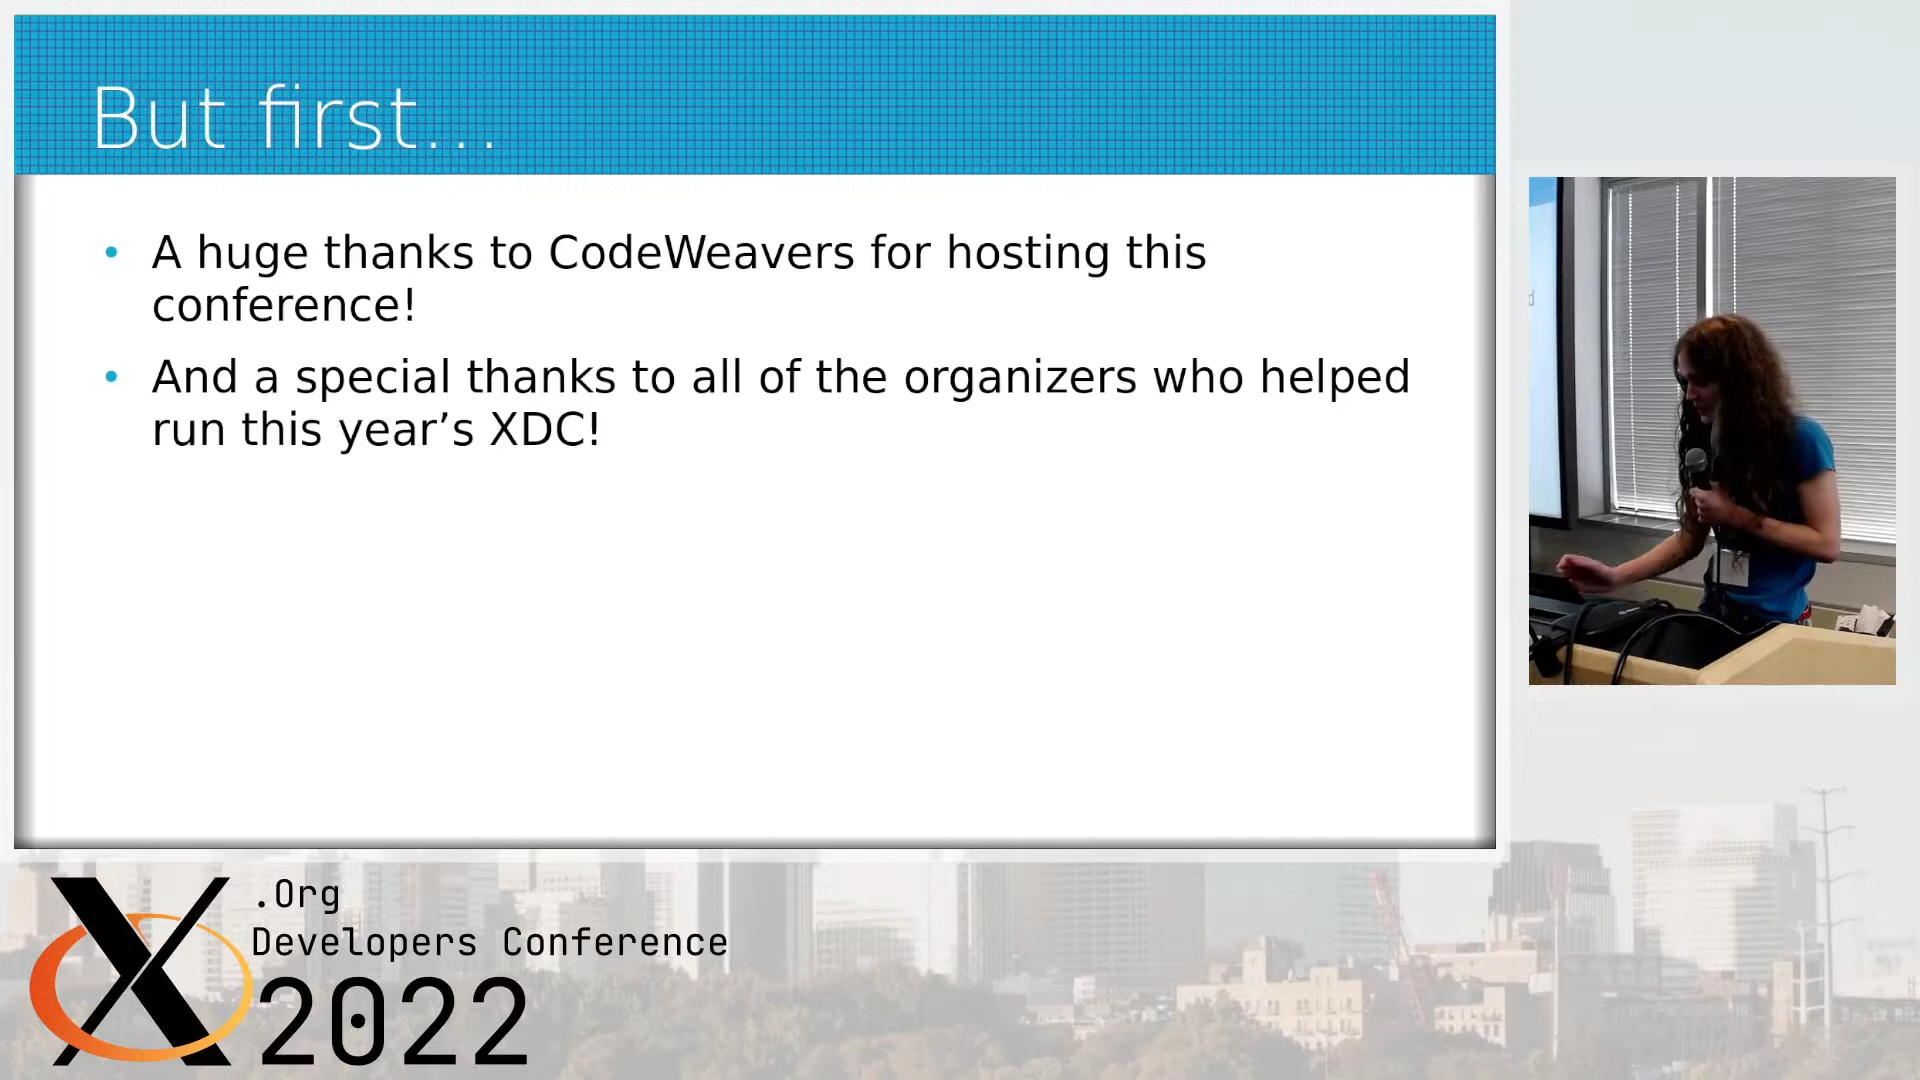 But first...
• A huge thanks to CodeWeavers for hosting this
conference!
• And a special thanks to all of the organizers who helped
run this year’s XDC!
d
X
.Org
Developers Conference
2022